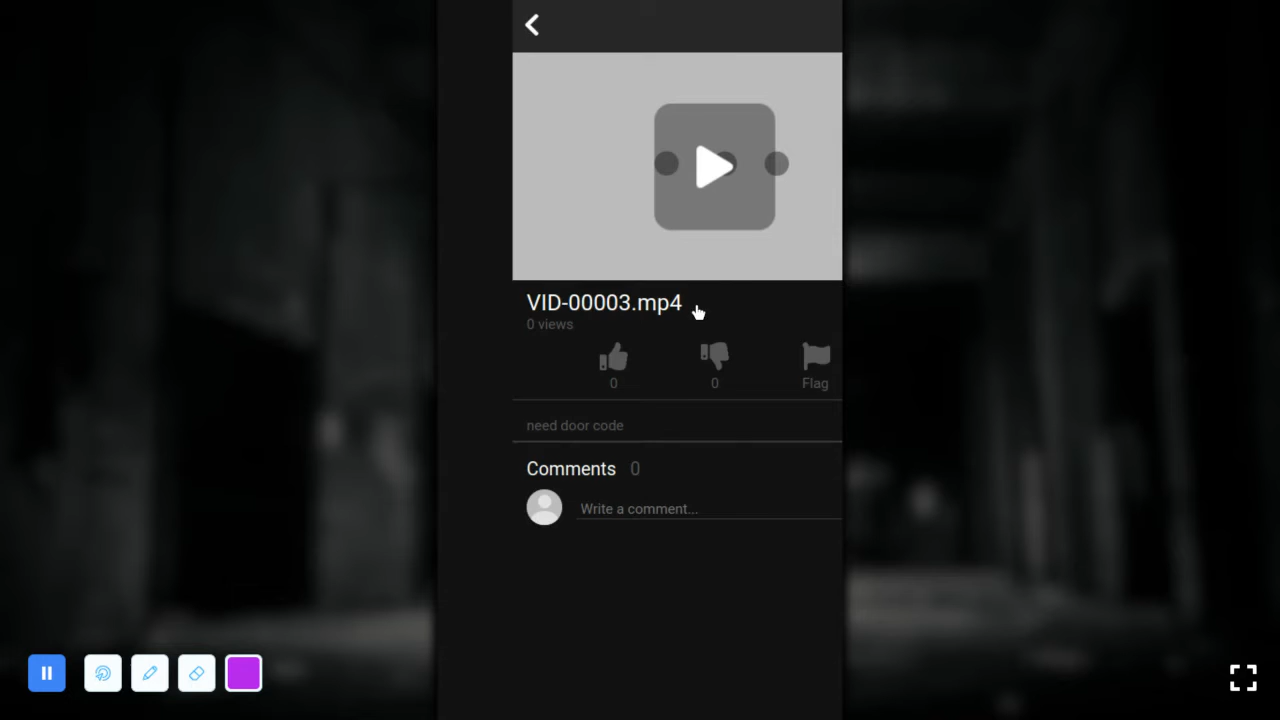 VID-00003.mp4
0 views
0 0 Flag
need door code
Comments 0
Write a comment...